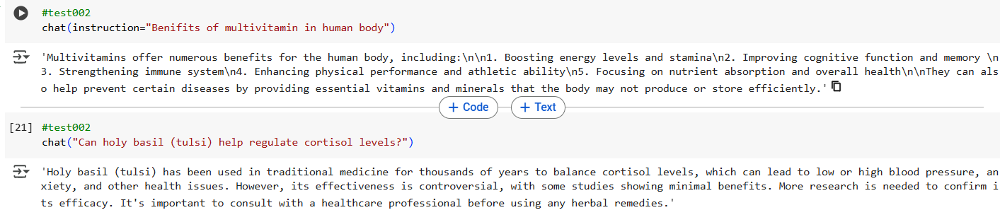 #test002
chat(instruction="Benifits of multivitamin in human body")
'Multivitamins offer numerous benefits for the human body, including:\n\n1. Boosting energy levels and stamina\n2. Improving cognitive function and memory \n
3. Strengthening immune system\n4. Enhancing physical performance and athletic ability\n5. Focusing on nutrient absorption and overall health\n\nThey can als
o help prevent certain diseases by providing essential vitamins and minerals that the body may not produce or store efficiently.'
+ Code + Text
[21] #test002
chat("Can holy basil (tulsi) help regulate cortisol levels?")
'Holy basil (tulsi) has been used in traditional medicine for thousands of years to balance cortisol levels, which can lead to low or high blood pressure, an
xiety, and other health issues. However, its effectiveness is controversial, with some studies showing minimal benefits. More research is needed to confirm i
ts efficacy. It's important to consult with a healthcare professional before using any herbal remedies.'